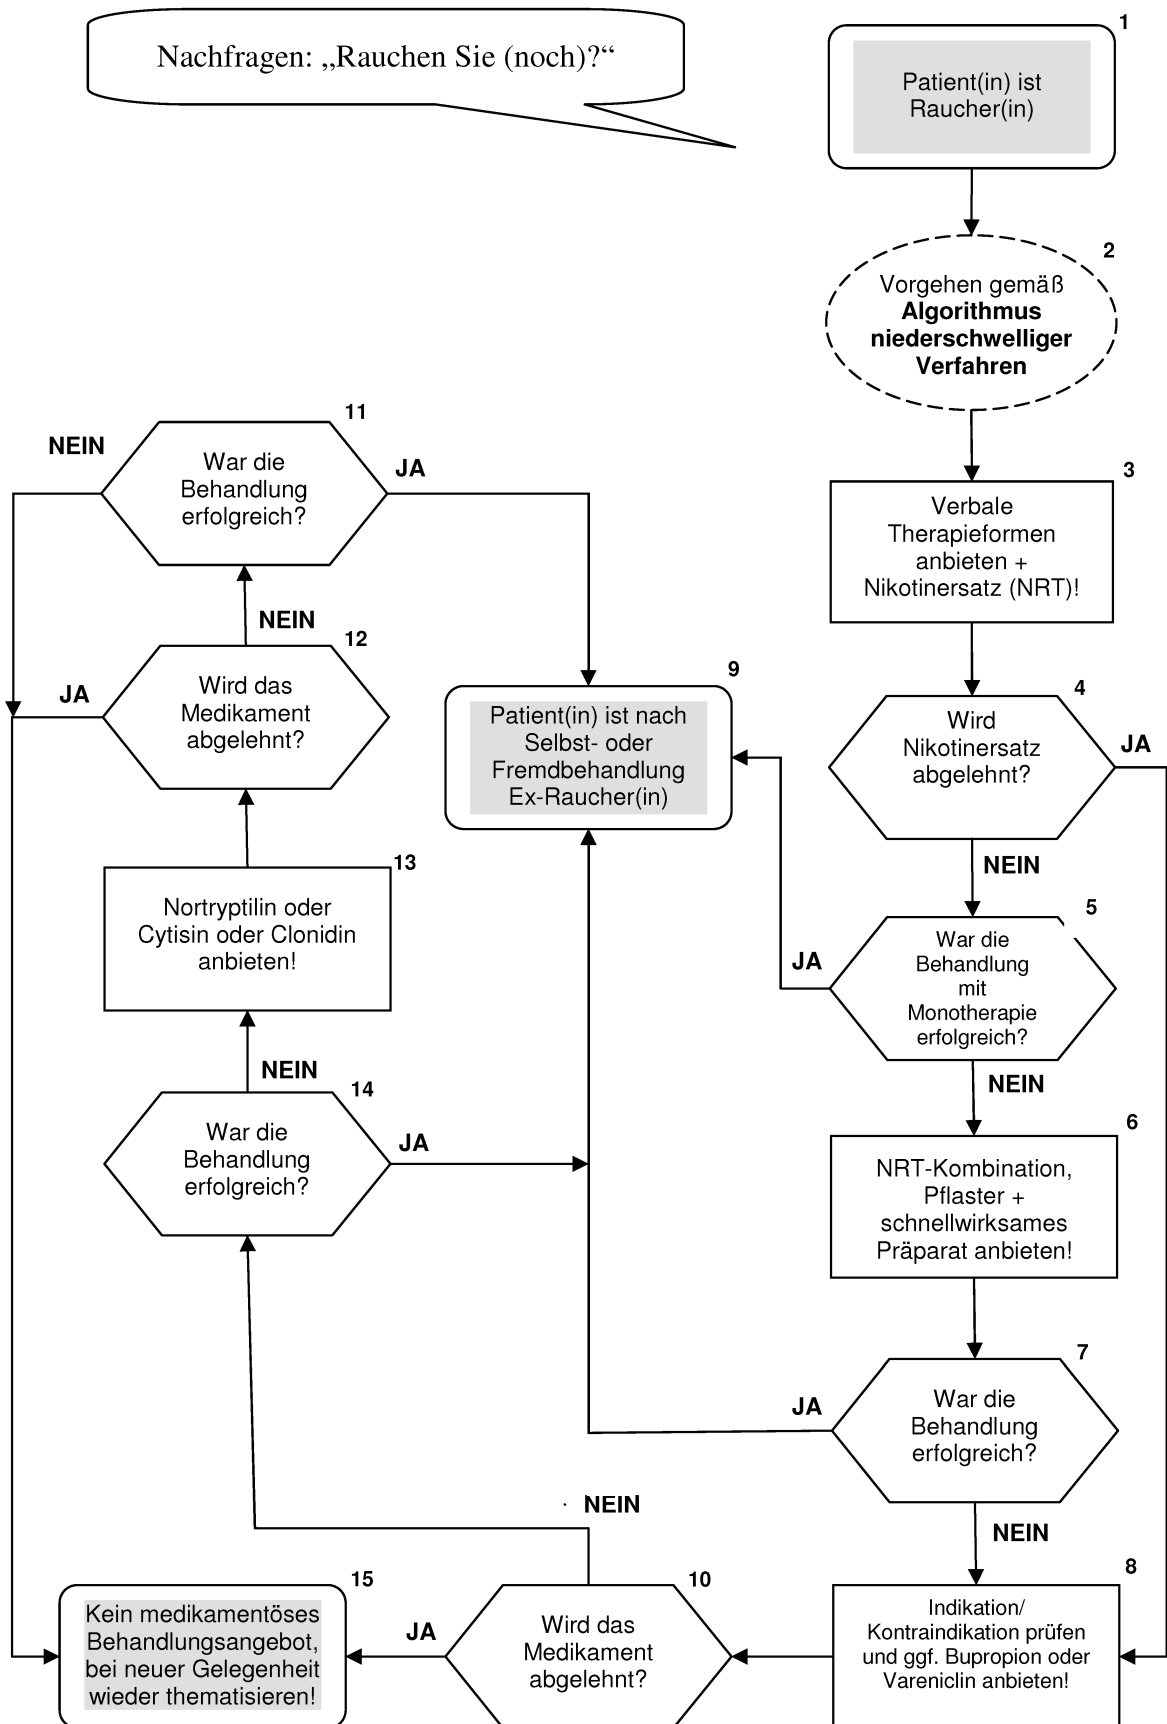 Nachfragen: „Rauchen Sie (noch)?“
1
Patient(in) ist
Raucher(in)
2
Vorgehen gemäß
Algorithmus
niederschwelliger
Verfahren
3
Verbale
Therapieformen
anbieten +
Nikotinersatz (NRT)!
4
Wird
Nikotinersatz
abgelehnt?
JA
NEIN
5
War die
Behandlung
mit
Monotherapie
erfolgreich?
JA
NEIN
6
NRT-Kombination,
Pflaster +
schnellwirksames
Präparat anbieten!
7
War die
Behandlung
erfolgreich?
JA
NEIN
8
Indikation/
Kontraindikation prüfen
und ggf. Bupropion oder
Vareniclin anbieten!
9
Patient(in) ist nach
Selbst- oder
Fremdbehandlung
Ex-Raucher(in)
10
Wird das
Medikament
abgelehnt?
JA
NEIN
11
War die
Behandlung
erfolgreich?
NEIN
JA
12
Wird das
Medikament
abgelehnt?
JA
NEIN
13
Nortryptilin oder
Cytisin oder Clonidin
anbieten!
14
War die
Behandlung
erfolgreich?
JA
NEIN
15
Kein medikamentöses
Behandlungsangebot,
bei neuer Gelegenheit
wieder thematisieren!